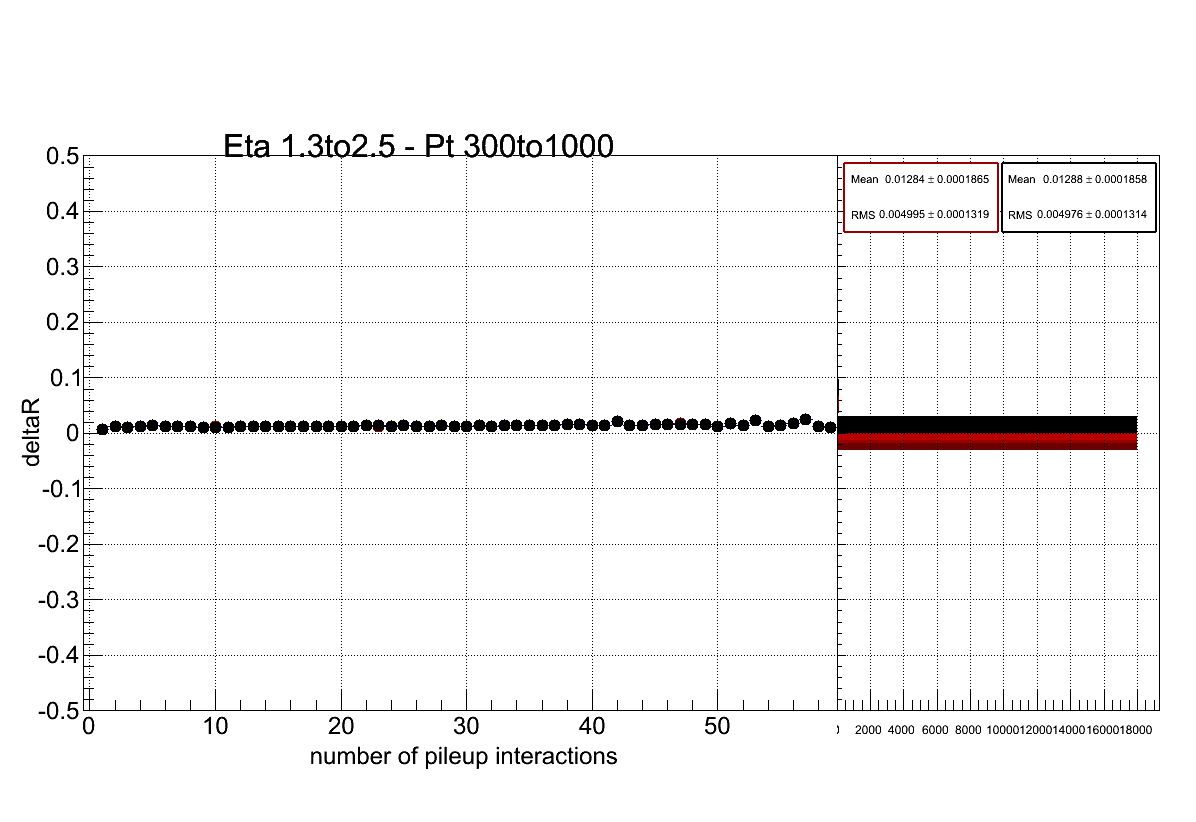 Eta 1.3to2.5 - Pt 300to1000
0.5
0.4
0.3
0.2
0.1
0
-0.1
-0.2
-0.3
-0.4
-0.5
deltaR
0 10 20 30 40 50
number of pileup interactions
Mean 0.01284 ± 0.0001865
RMS 0.004995 ± 0.0001319
Mean 0.01288 ± 0.0001858
RMS 0.004976 ± 0.0001314
2000 4000 6000 8000 10000 12000 14000 16000 18000